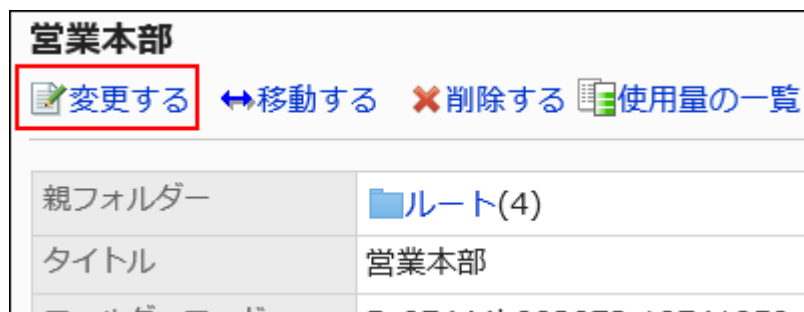 営業本部
変更する 移動する 削除する 使用量の一覧
親フォルダー ルート(4)
タイトル 営業本部